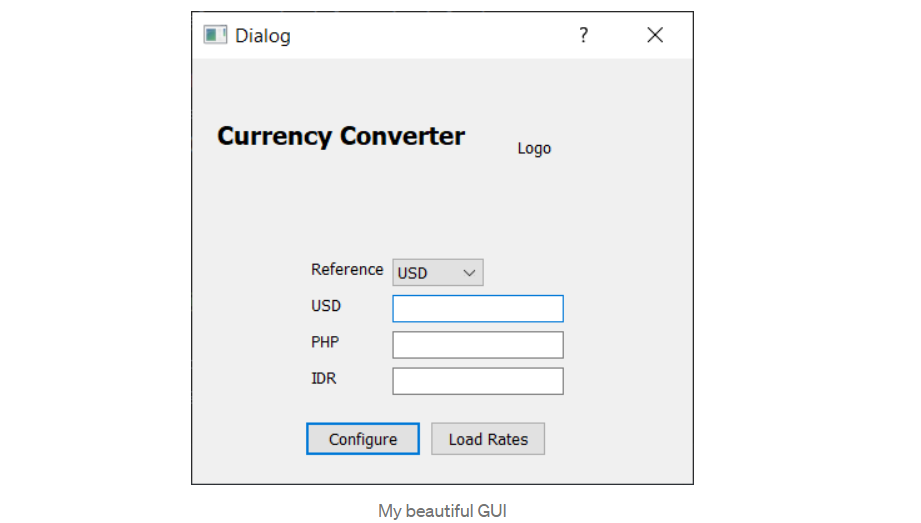 Dialog ?
Currency Converter
Logo
Reference USD
USD
PHP
IDR
Configure Load Rates
My beautiful GUI